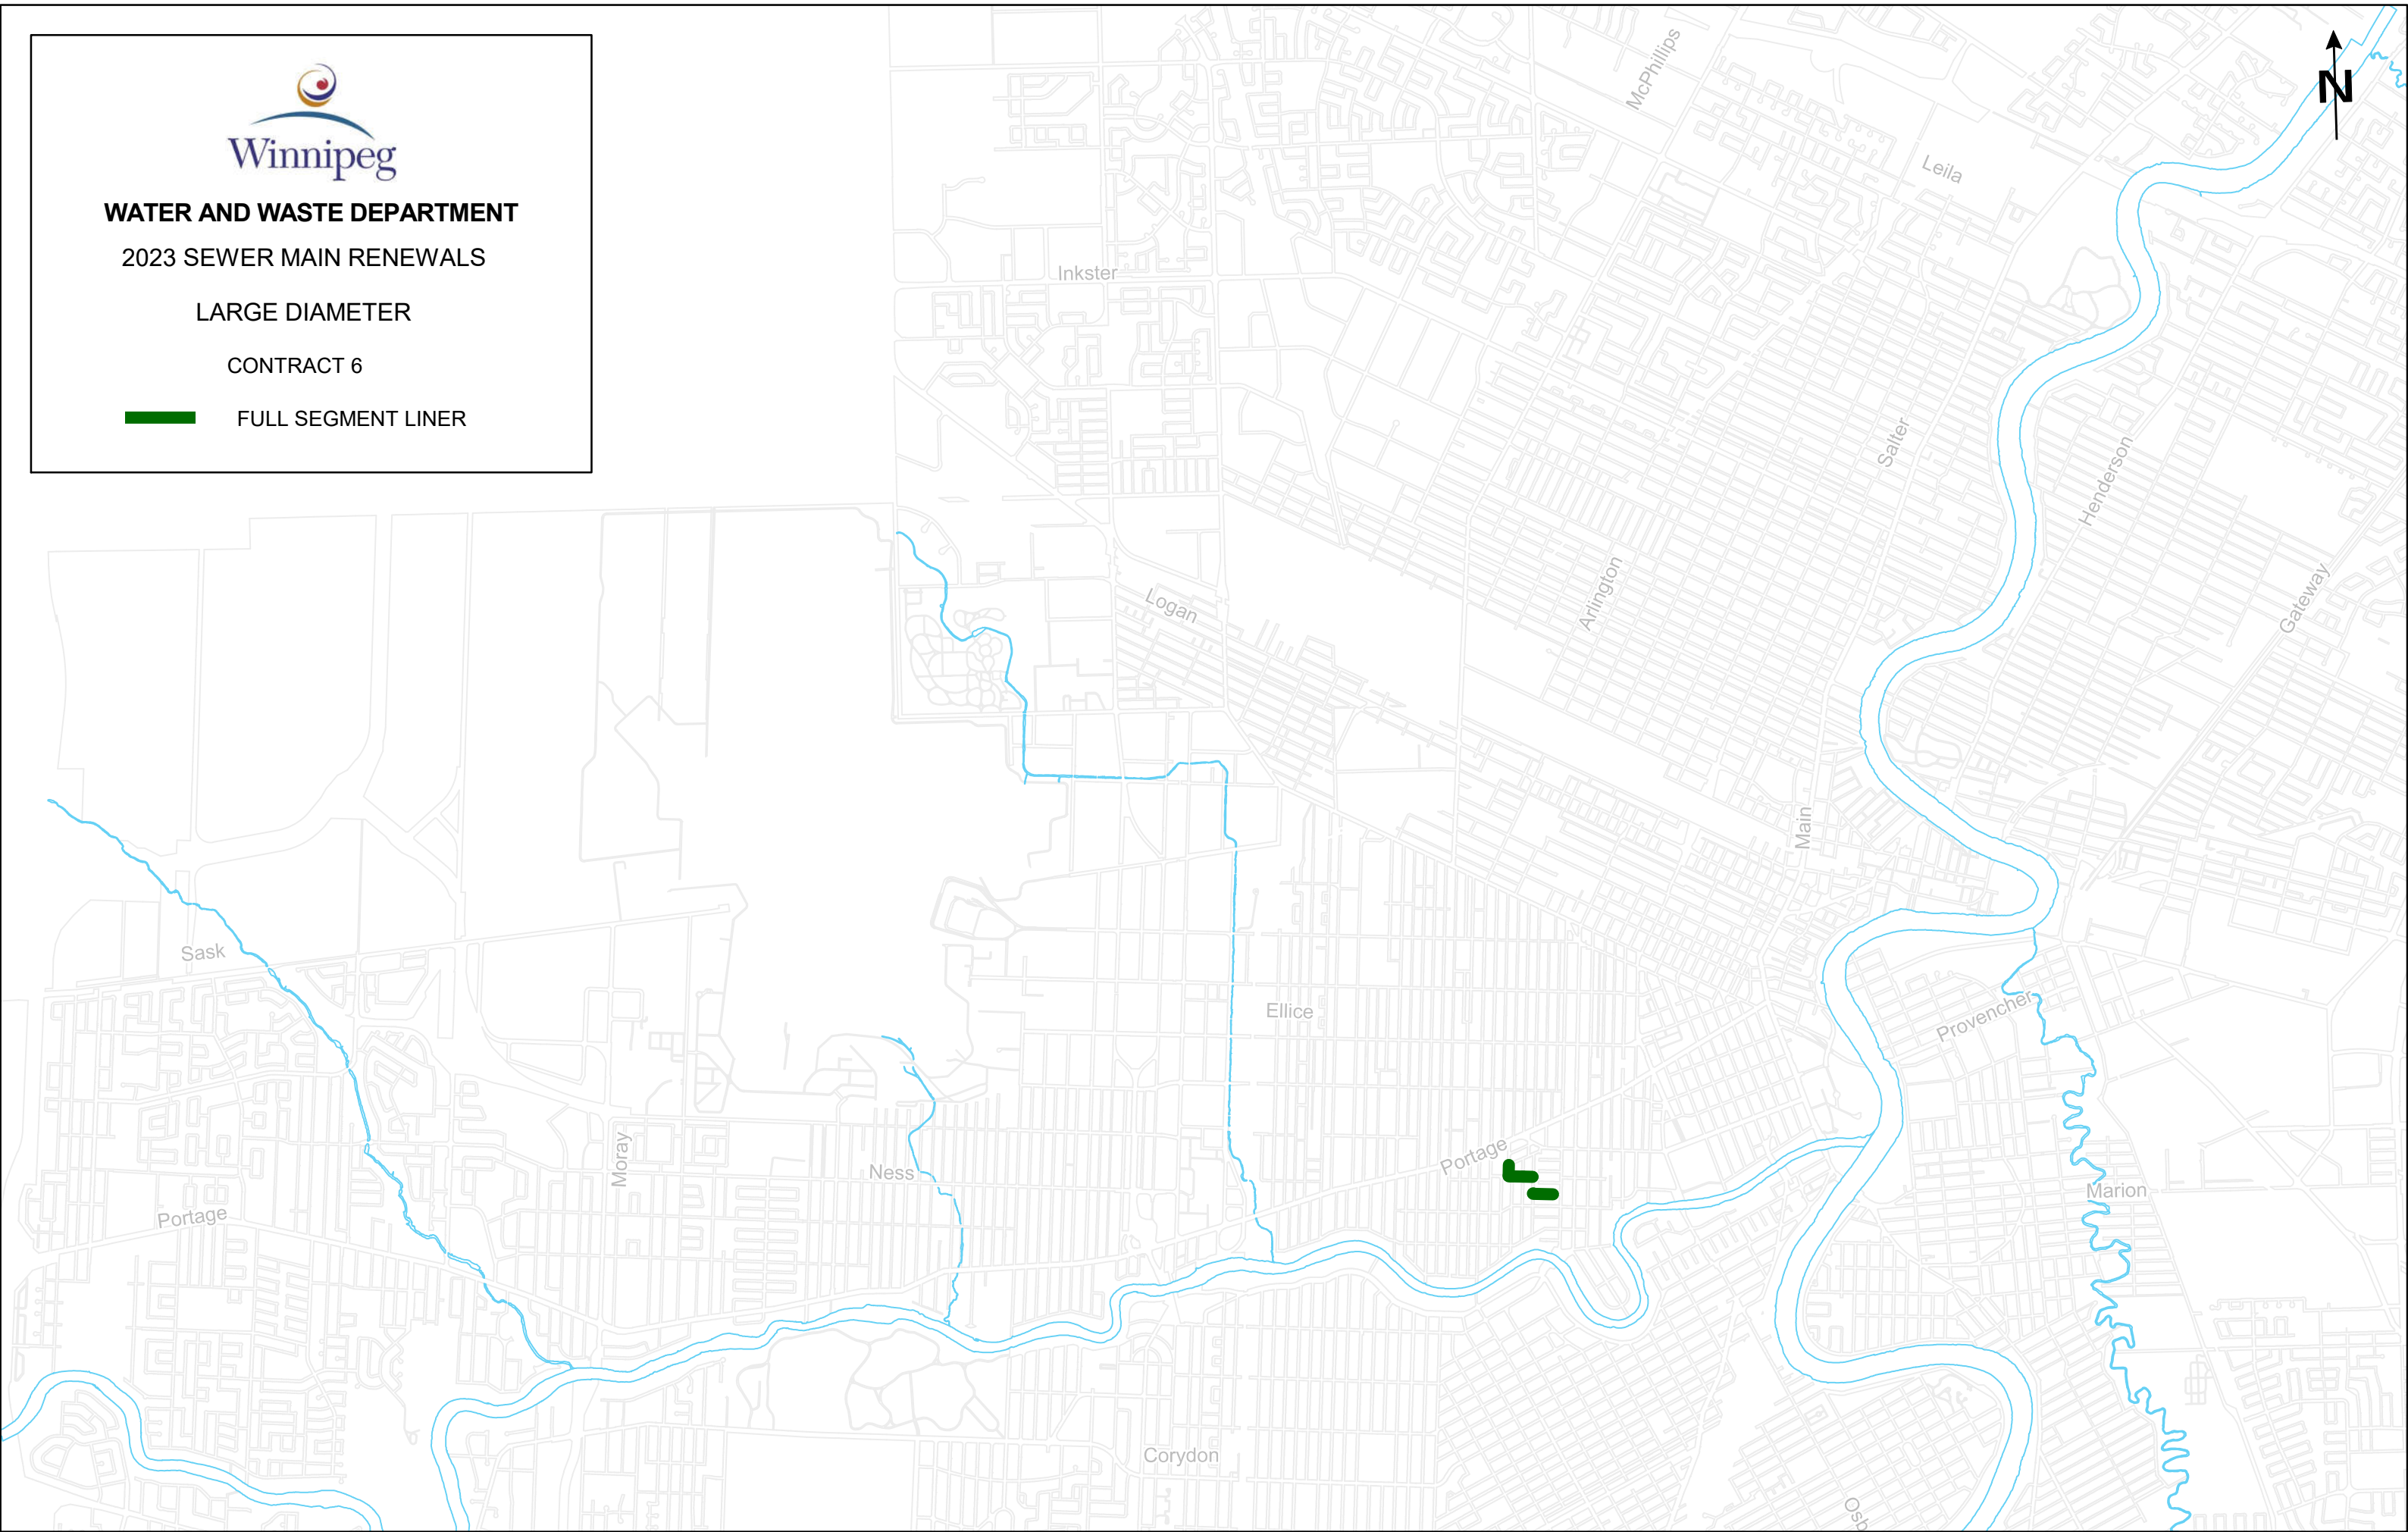 Winnipeg
WATER AND WASTE DEPARTMENT
2023 SEWER MAIN RENEWALS
LARGE DIAMETER
CONTRACT 6
FULL SEGMENT LINER
N
McPhillips
Leila
Inkster
Salter
Henderson
Logan
Arlington
Gateway
Main
Sask
Ellice
Provencher
Moray
Ness
Portage
Marion
Portage
Corydon
Osb